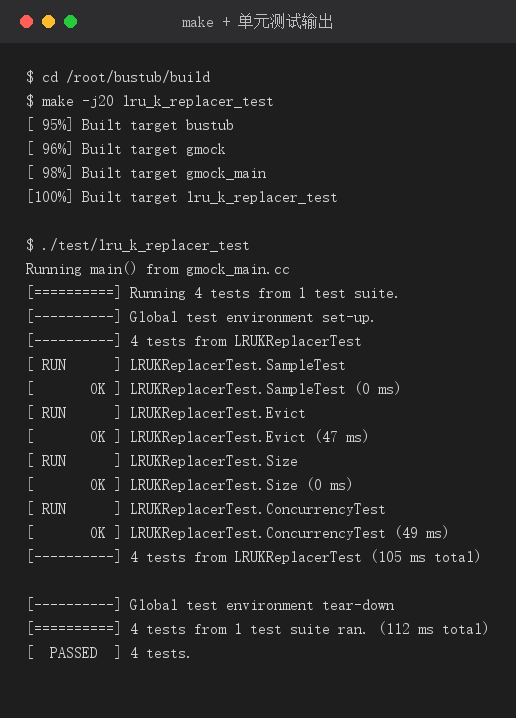 make + 单元测试输出
$ cd /root/bustub/build
$ make -j20 lru_k_replacer_test
[ 95%] Built target bustub
[ 96%] Built target gmock
[ 98%] Built target gmock_main
[100%] Built target lru_k_replacer_test
$ ./test/lru_k_replacer_test
Running main() from gmock_main.cc
[==========] Running 4 tests from 1 test suite.
[----------] Global test environment set-up.
[----------] 4 tests from LRUKReplacerTest
[ RUN      ] LRUKReplacerTest.SampleTest
[       OK ] LRUKReplacerTest.SampleTest (0 ms)
[ RUN      ] LRUKReplacerTest.Evict
[       OK ] LRUKReplacerTest.Evict (47 ms)
[ RUN      ] LRUKReplacerTest.Size
[       OK ] LRUKReplacerTest.Size (0 ms)
[ RUN      ] LRUKReplacerTest.ConcurrencyTest
[       OK ] LRUKReplacerTest.ConcurrencyTest (49 ms)
[----------] 4 tests from LRUKReplacerTest (105 ms total)
[----------] Global test environment tear-down
[==========] 4 tests from 1 test suite ran. (112 ms total)
[  PASSED  ] 4 tests.